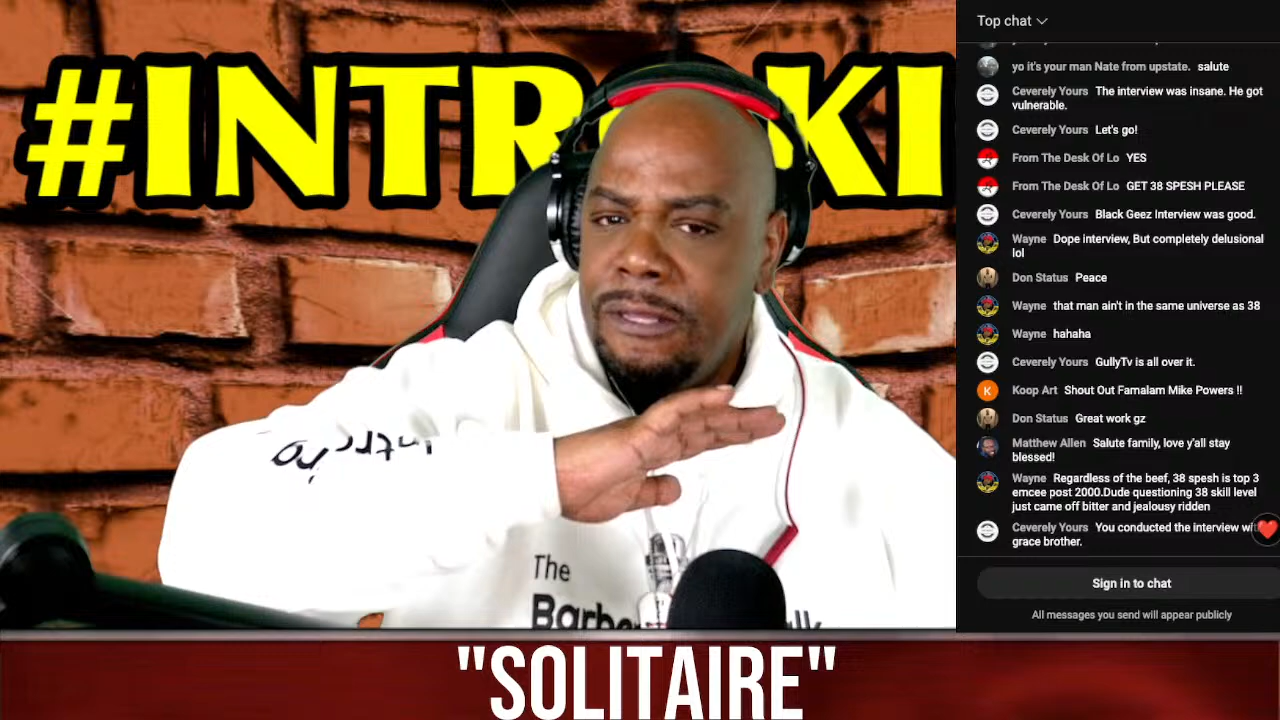 #INTRO KI
The
Barbe
alk
"SOLITAIRE"
Top chat
yo it's your man Nate from upstate. salute
Ceverely Yours The interview was insane. He got
vulnerable.
Ceverely Yours Let's go!
From The Desk Of Lo YES
From The Desk Of Lo GET 38 SPESH PLEASE
Ceverely Yours Black Geez Interview was good.
Wayne Dope interview, But completely delusional
lol
Don Status Peace
Wayne that man ain't in the same universe as 38
Wayne hahaha
Ceverely Yours GullyTv is all over it.
K Koop Art Shout Out Famalam Mike Powers !!
Don Status Great work gz
Matthew Allen Salute family, love y'all stay
blessed!
Wayne Regardless of the beef, 38 spesh is top 3
emcee post 2000.Dude questioning 38 skill level
just came off bitter and jealousy ridden
Ceverely Yours You conducted the interview wi
grace brother.
Sign in to chat
All messages you send will appear publicly